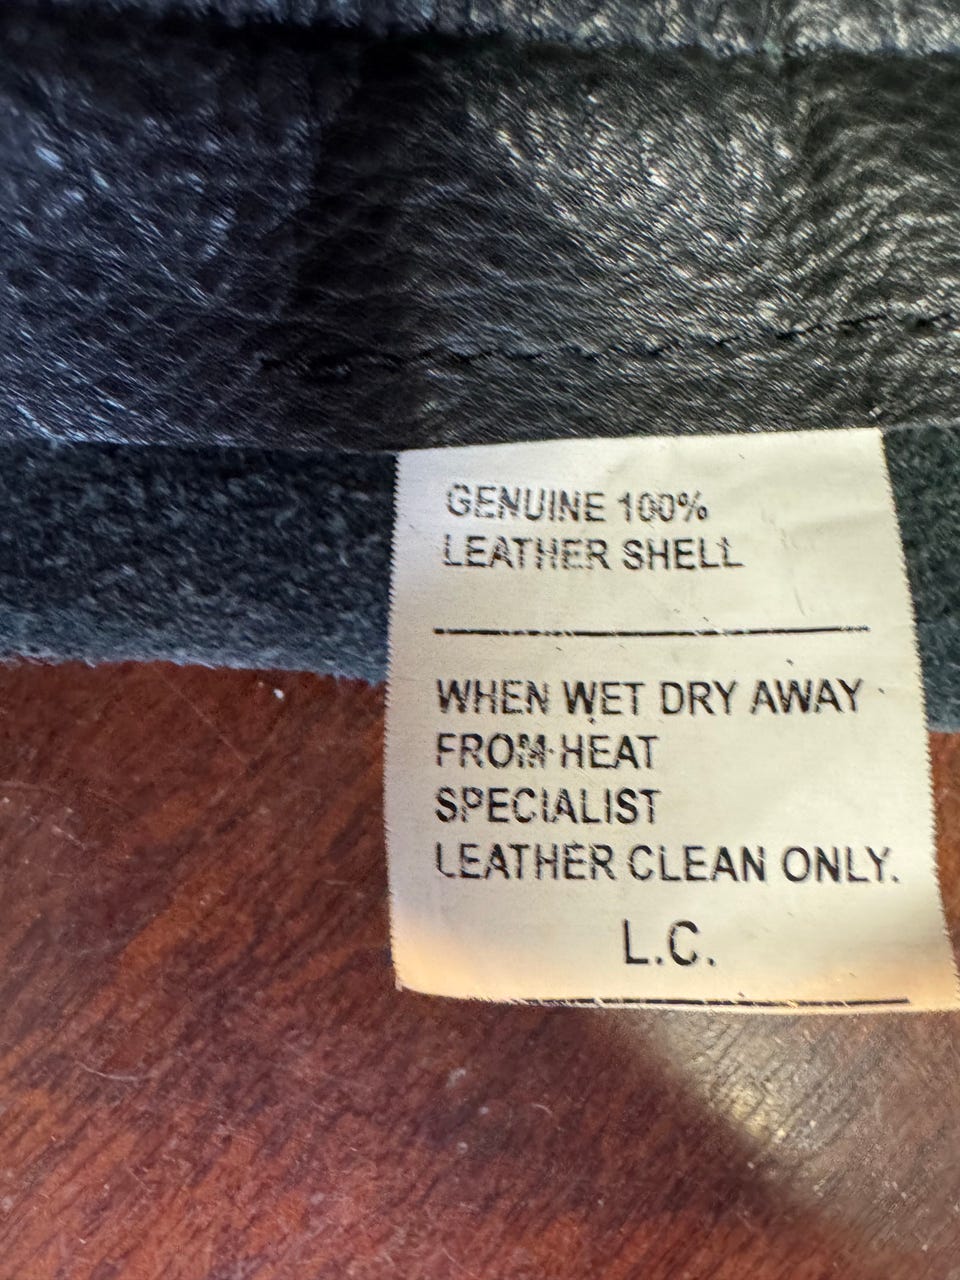 GENUINE 100%
LEATHER SHELL
WHEN WET DRY AWAY
FROM HEAT
SPECIALIST
LEATHER CLEAN ONLY.
L.C.